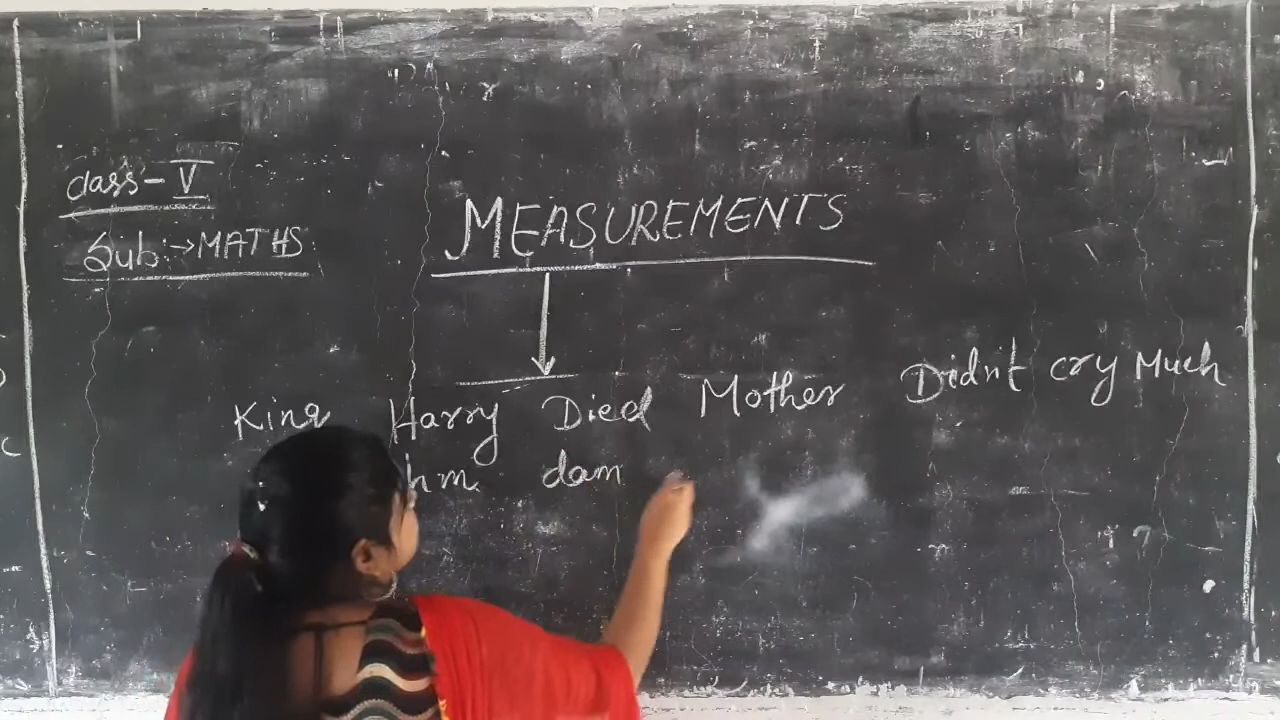 class - V
Sub :→ MATHS
MEASUREMENTS
King Harry Died Mother Didn't cry Much
hm. dam